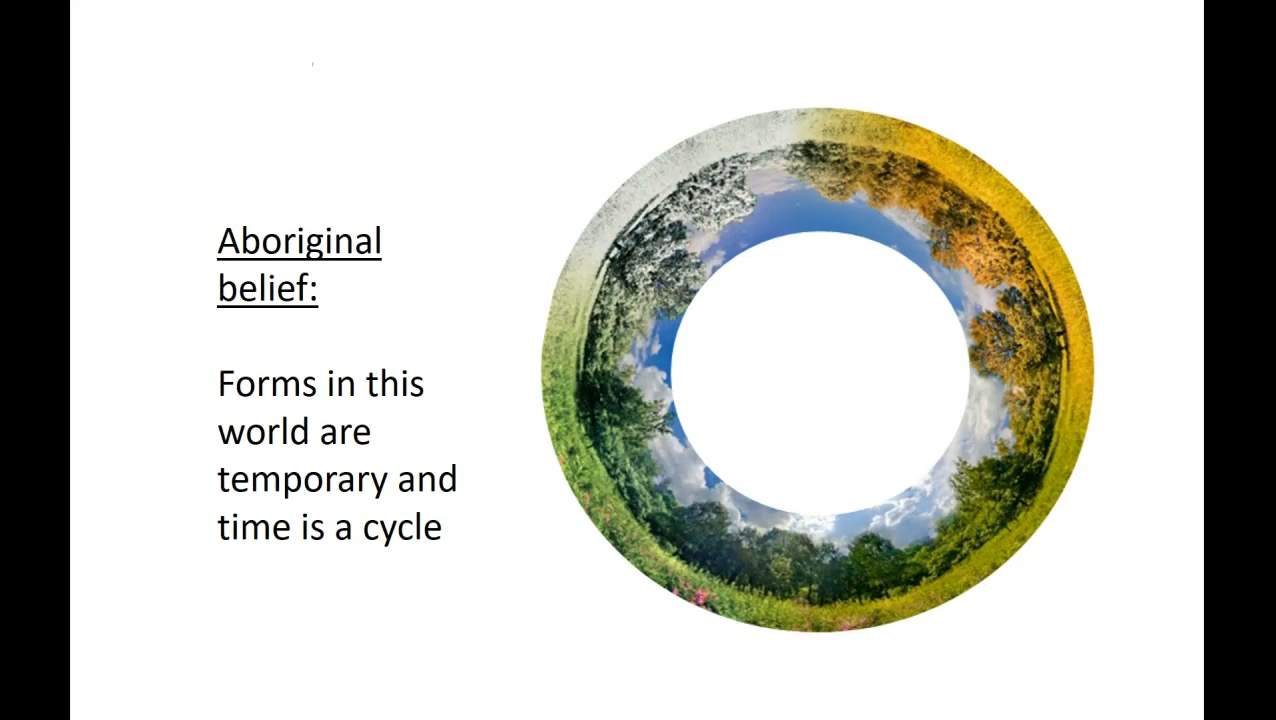 Aboriginal
belief:
Forms in this
world are
temporary and
time is a cycle